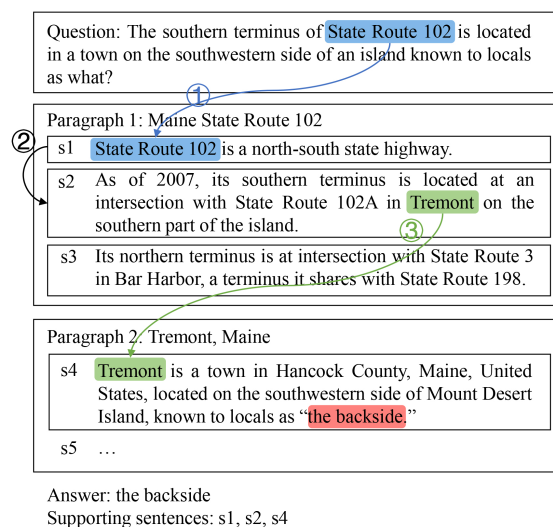 Question: The southern terminus of State Route 102 is located
in a town on the southwestern side of an island known to locals
as what?
①
Paragraph 1: Maine State Route 102
②
s1 State Route 102 is a north-south state highway.
s2 As of 2007, its southern terminus is located at an
intersection with State Route 102A in Tremont on the
southern part of the island.
③
s3 Its northern terminus is at intersection with State Route 3
in Bar Harbor, a terminus it shares with State Route 198.
Paragraph 2. Tremont, Maine
s4 Tremont is a town in Hancock County, Maine, United
States, located on the southwestern side of Mount Desert
Island, known to locals as “the backside.”
s5 …
Answer: the backside
Supporting sentences: s1, s2, s4